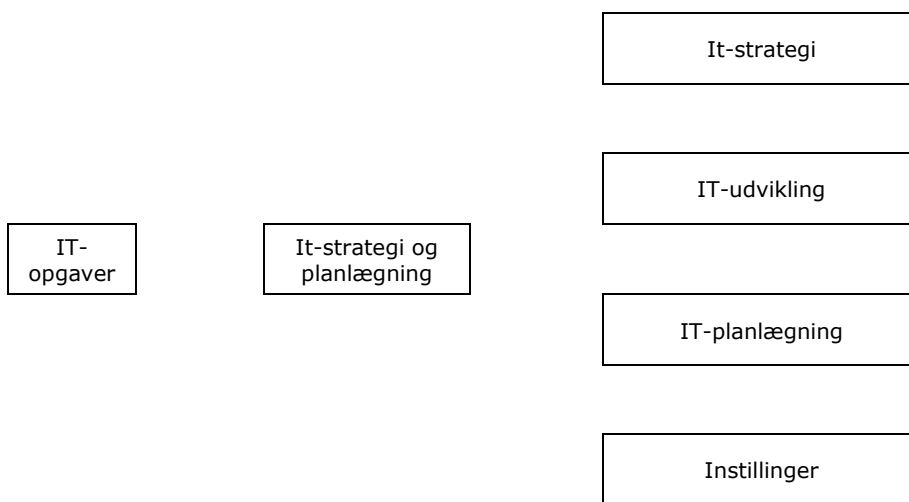 It-strategi
IT-udvikling
IT-
opgaver
It-strategi og
planlægning
IT-planlægning
Instillinger